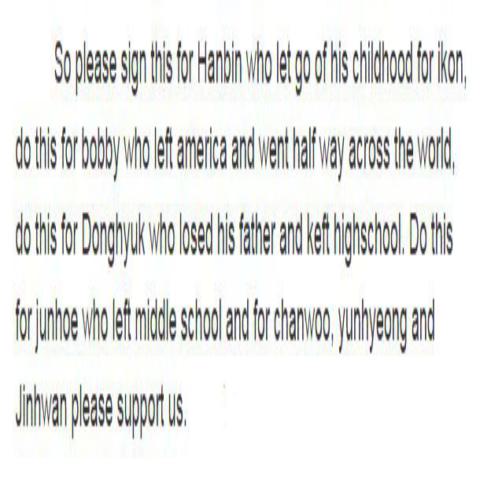 So please sign this for Hanbin who let go of his childhood for ikon,
do this for bobby who left america and went half way across the world,
do this for Donghyuk who losed his father and keft highschool. Do this
for junhoe who left middle school and for chanwoo, yunhyeong and
Jinhwan please support us.